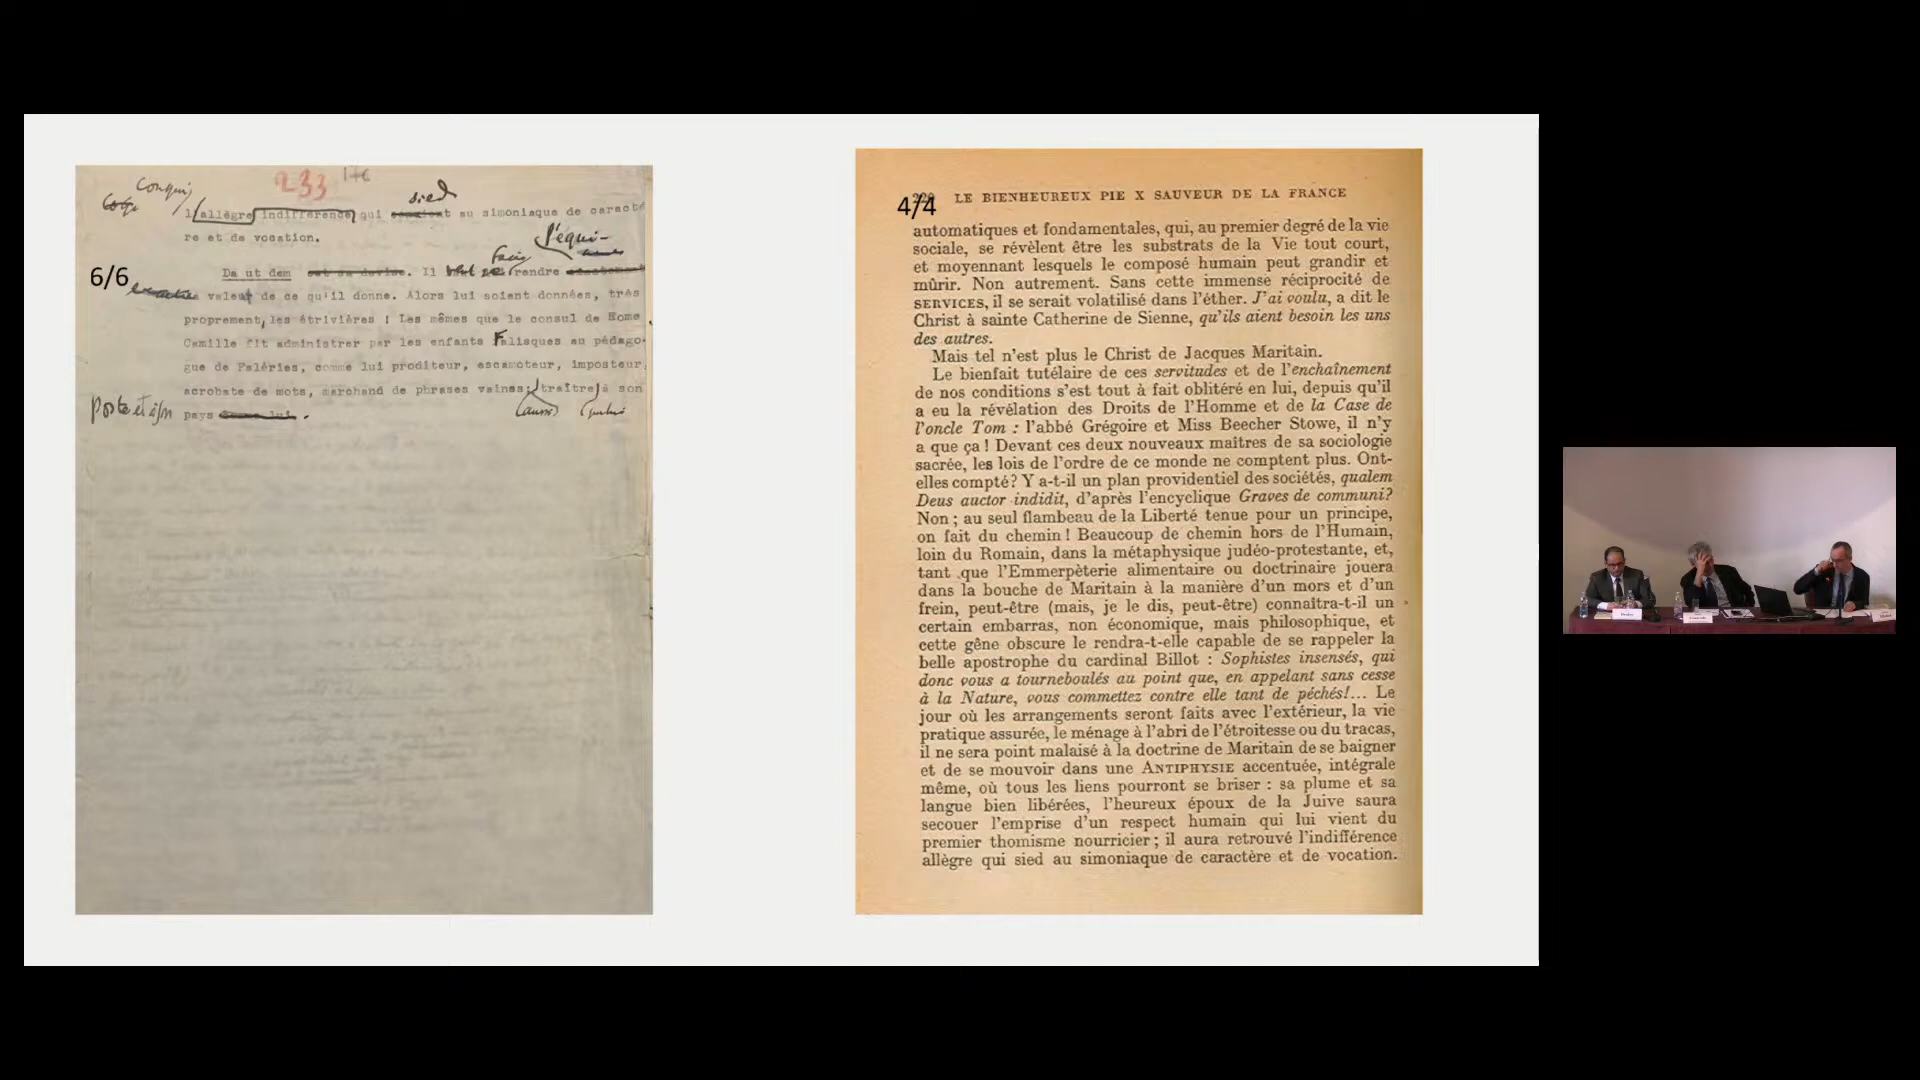 233
conquis
sied
l'allègre indifférence qui su simoniaque de caractè
re et de vocation.
l'équi-
faire
6/6
Da ut dem est sa devise. Il veut se rendre exactement
valeur de ce qu'il donne. Alors lui soient données, très
proprement, les étrivières ! Les mêmes que le consul de Rome
Camille fit administrer par les enfants Falisques au pédago-
gue de Faléries, comme lui proditeur, escamoteur, imposteur,
acrobate de mots, marchand de phrases vaines; traître à son
pays comme lui.
4/4
LE BIENHEUREUX PIE X SAUVEUR DE LA FRANCE
automatiques et fondamentales, qui, au premier degré de la vie
sociale, se révèlent être les substrats de la Vie tout court,
et moyennant lesquels le composé humain peut grandir et
mûrir. Non autrement. Sans cette immense réciprocité de
SERVICES, il se serait volatilisé dans l'éther. J'ai voulu, a dit le
Christ à sainte Catherine de Sienne, qu'ils aient besoin les uns
des autres.
Mais tel n'est plus le Christ de Jacques Maritain.
Le bienfait tutélaire de ces servitudes et de l'enchaînement
de nos conditions s'est tout à fait oblitéré en lui, depuis qu'il
a eu la révélation des Droits de l'Homme et de la Case de
l'oncle Tom : l'abbé Grégoire et Miss Beecher Stowe, il n'y
a que ça ! Devant ces deux nouveaux maîtres de sa sociologie
sacrée, les lois de l'ordre de ce monde ne comptent plus. Ont-
elles compté ? Y a-t-il un plan providentiel des sociétés, qualem
Deus auctor indidit, d'après l'encyclique Graves de communi?
Non ; au seul flambeau de la Liberté tenue pour un principe,
on fait du chemin ! Beaucoup de chemin hors de l'Humain,
loin du Romain, dans la métaphysique judéo-protestante, et,
tant que l'Emmerpèterie alimentaire ou doctrinaire jouera
dans la bouche de Maritain à la manière d'un mors et d'un
frein, peut-être (mais, je le dis, peut-être) connaîtra-t-il un
certain embarras, non économique, mais philosophique, et
cette gêne obscure le rendra-t-elle capable de se rappeler la
belle apostrophe du cardinal Billot : Sophistes insensés, qui
donc vous a tourneboulés au point que, en appelant sans cesse
à la Nature, vous commettez contre elle tant de péchés!... Le
jour où les arrangements seront faits avec l'extérieur, la vie
pratique assurée, le ménage à l'abri de l'étroitesse ou du tracas,
il ne sera point malaisé à la doctrine de Maritain de se baigner
et de se mouvoir dans une ANTIPHYSIE accentuée, intégrale
même, où tous les liens pourront se briser : sa plume et sa
langue bien libérées, l'heureux époux de la Juive saura
secouer l'emprise d'un respect humain qui lui vient du
premier thomisme nourricier ; il aura retrouvé l'indifférence
allègre qui sied au simoniaque de caractère et de vocation.